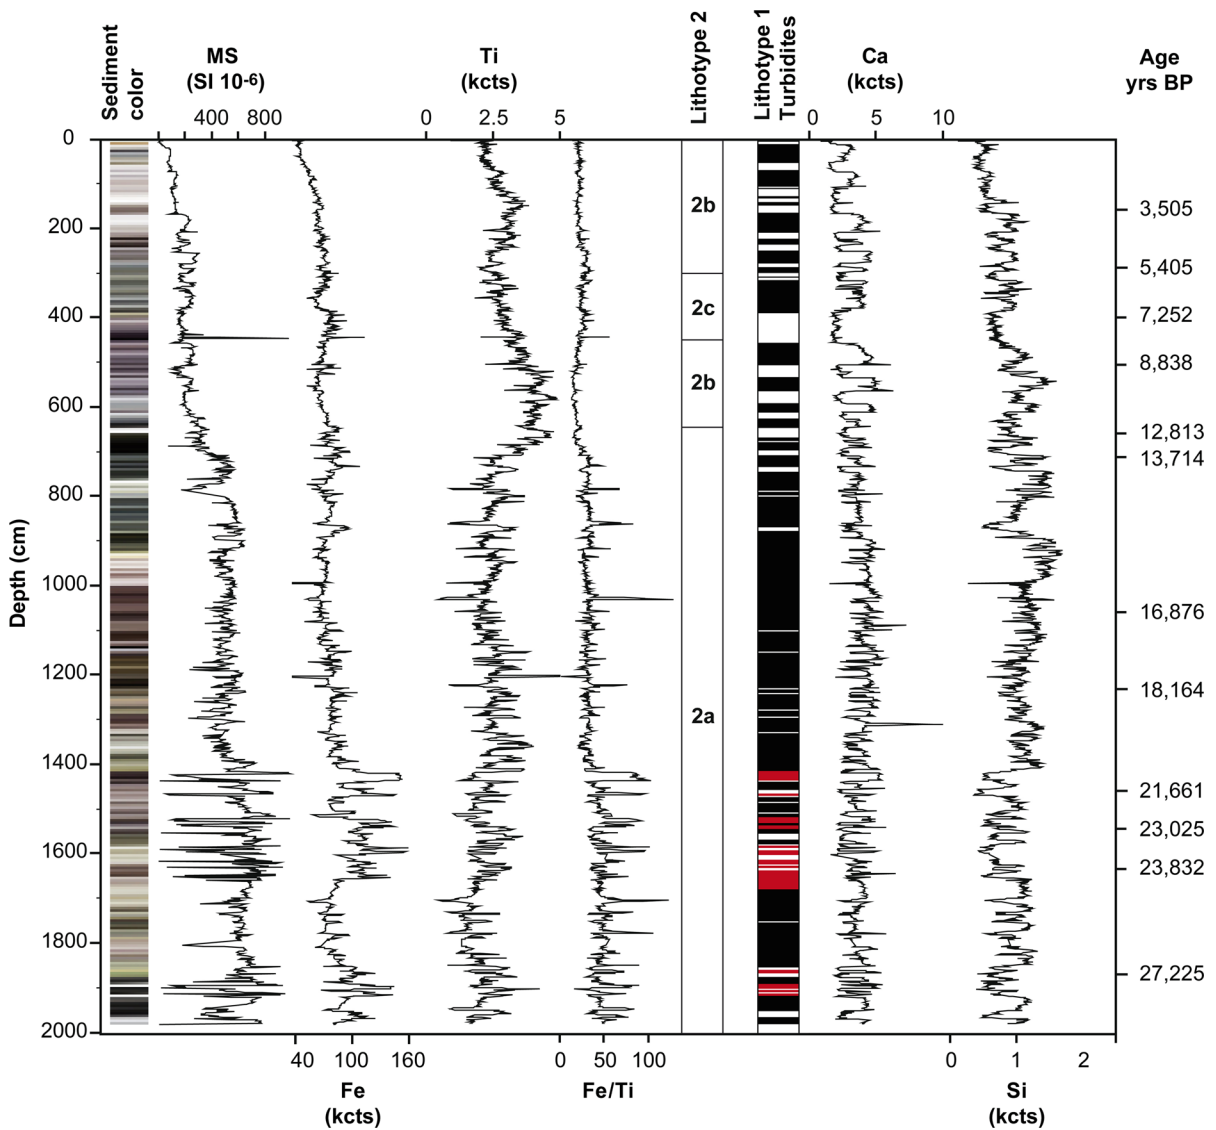 Sediment
color
MS
(SI 10-6)
Ti
(kcts)
Lithotype 2
Lithotype 1
Turbidites
Ca
(kcts)
Age
yrs BP
400 800
0 2.5 5
0 5 10
0
200
400
600
800
1000
1200
1400
1600
1800
2000
Depth (cm)
2b
2c
2b
2a
3,505
5,405
7,252
8,838
12,813
13,714
16,876
18,164
21,661
23,025
23,832
27,225
40 100 160
0 50 100
0 1 2
Fe
(kcts)
Fe/Ti
Si
(kcts)